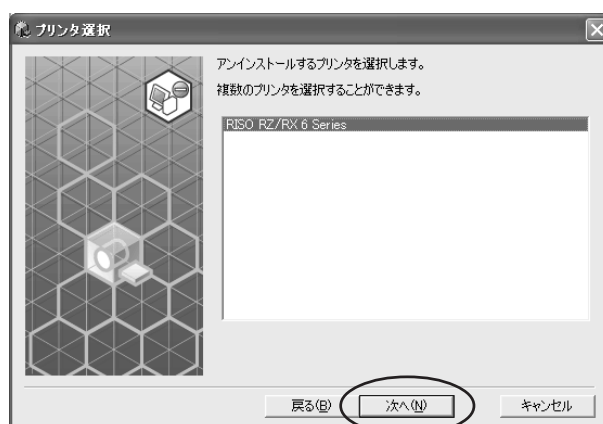 プリンタ選択
アンインストールするプリンタを選択します。
複数のプリンタを選択することができます。
RISO RZ/RX 6 Series
戻る(B)
次へ(N)
キャンセル